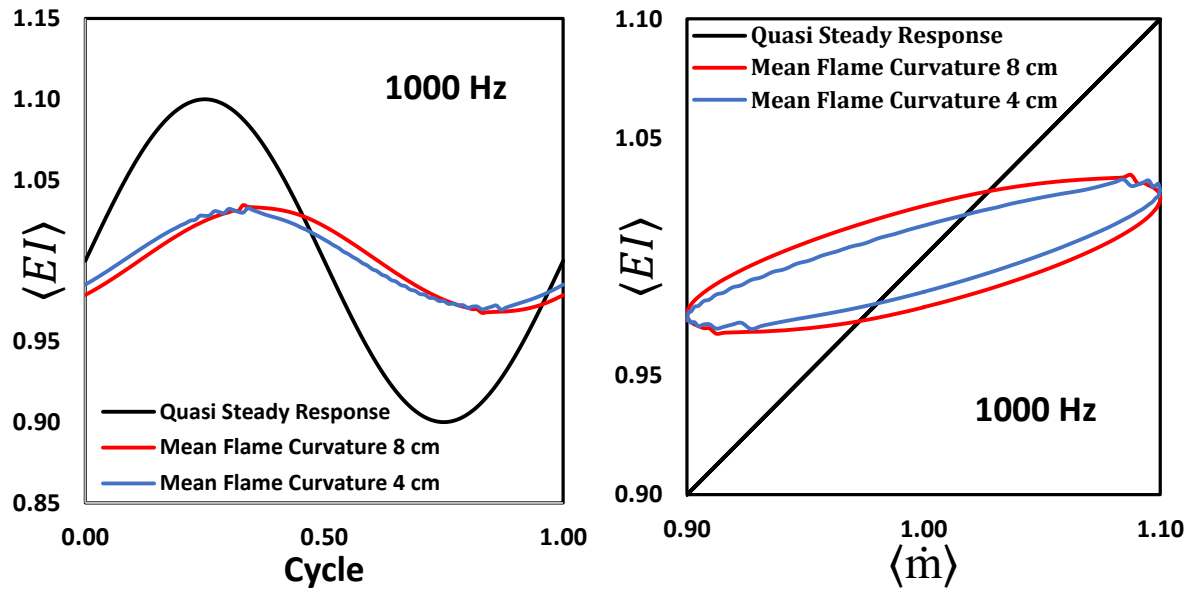 1.15
1.10
1.05
0.95
0.90
0.85
⟨EI⟩
1000 Hz
Quasi Steady Response
Mean Flame Curvature 8 cm
Mean Flame Curvature 4 cm
0.00
0.50
1.00
Cycle
1.10
1.05
0.95
0.90
⟨EI⟩
Quasi Steady Response
Mean Flame Curvature 8 cm
Mean Flame Curvature 4 cm
1000 Hz
0.90
1.00
1.10
⟨ṁ⟩